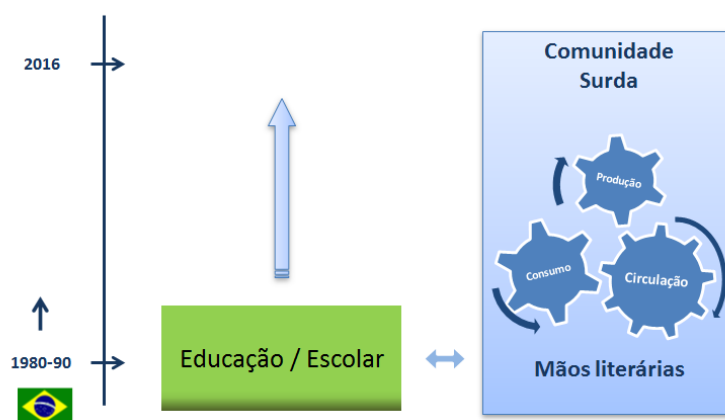 2016
1980-90
Educação / Escolar
Comunidade
Surda
Produção
Consumo
Circulação
Mãos literárias